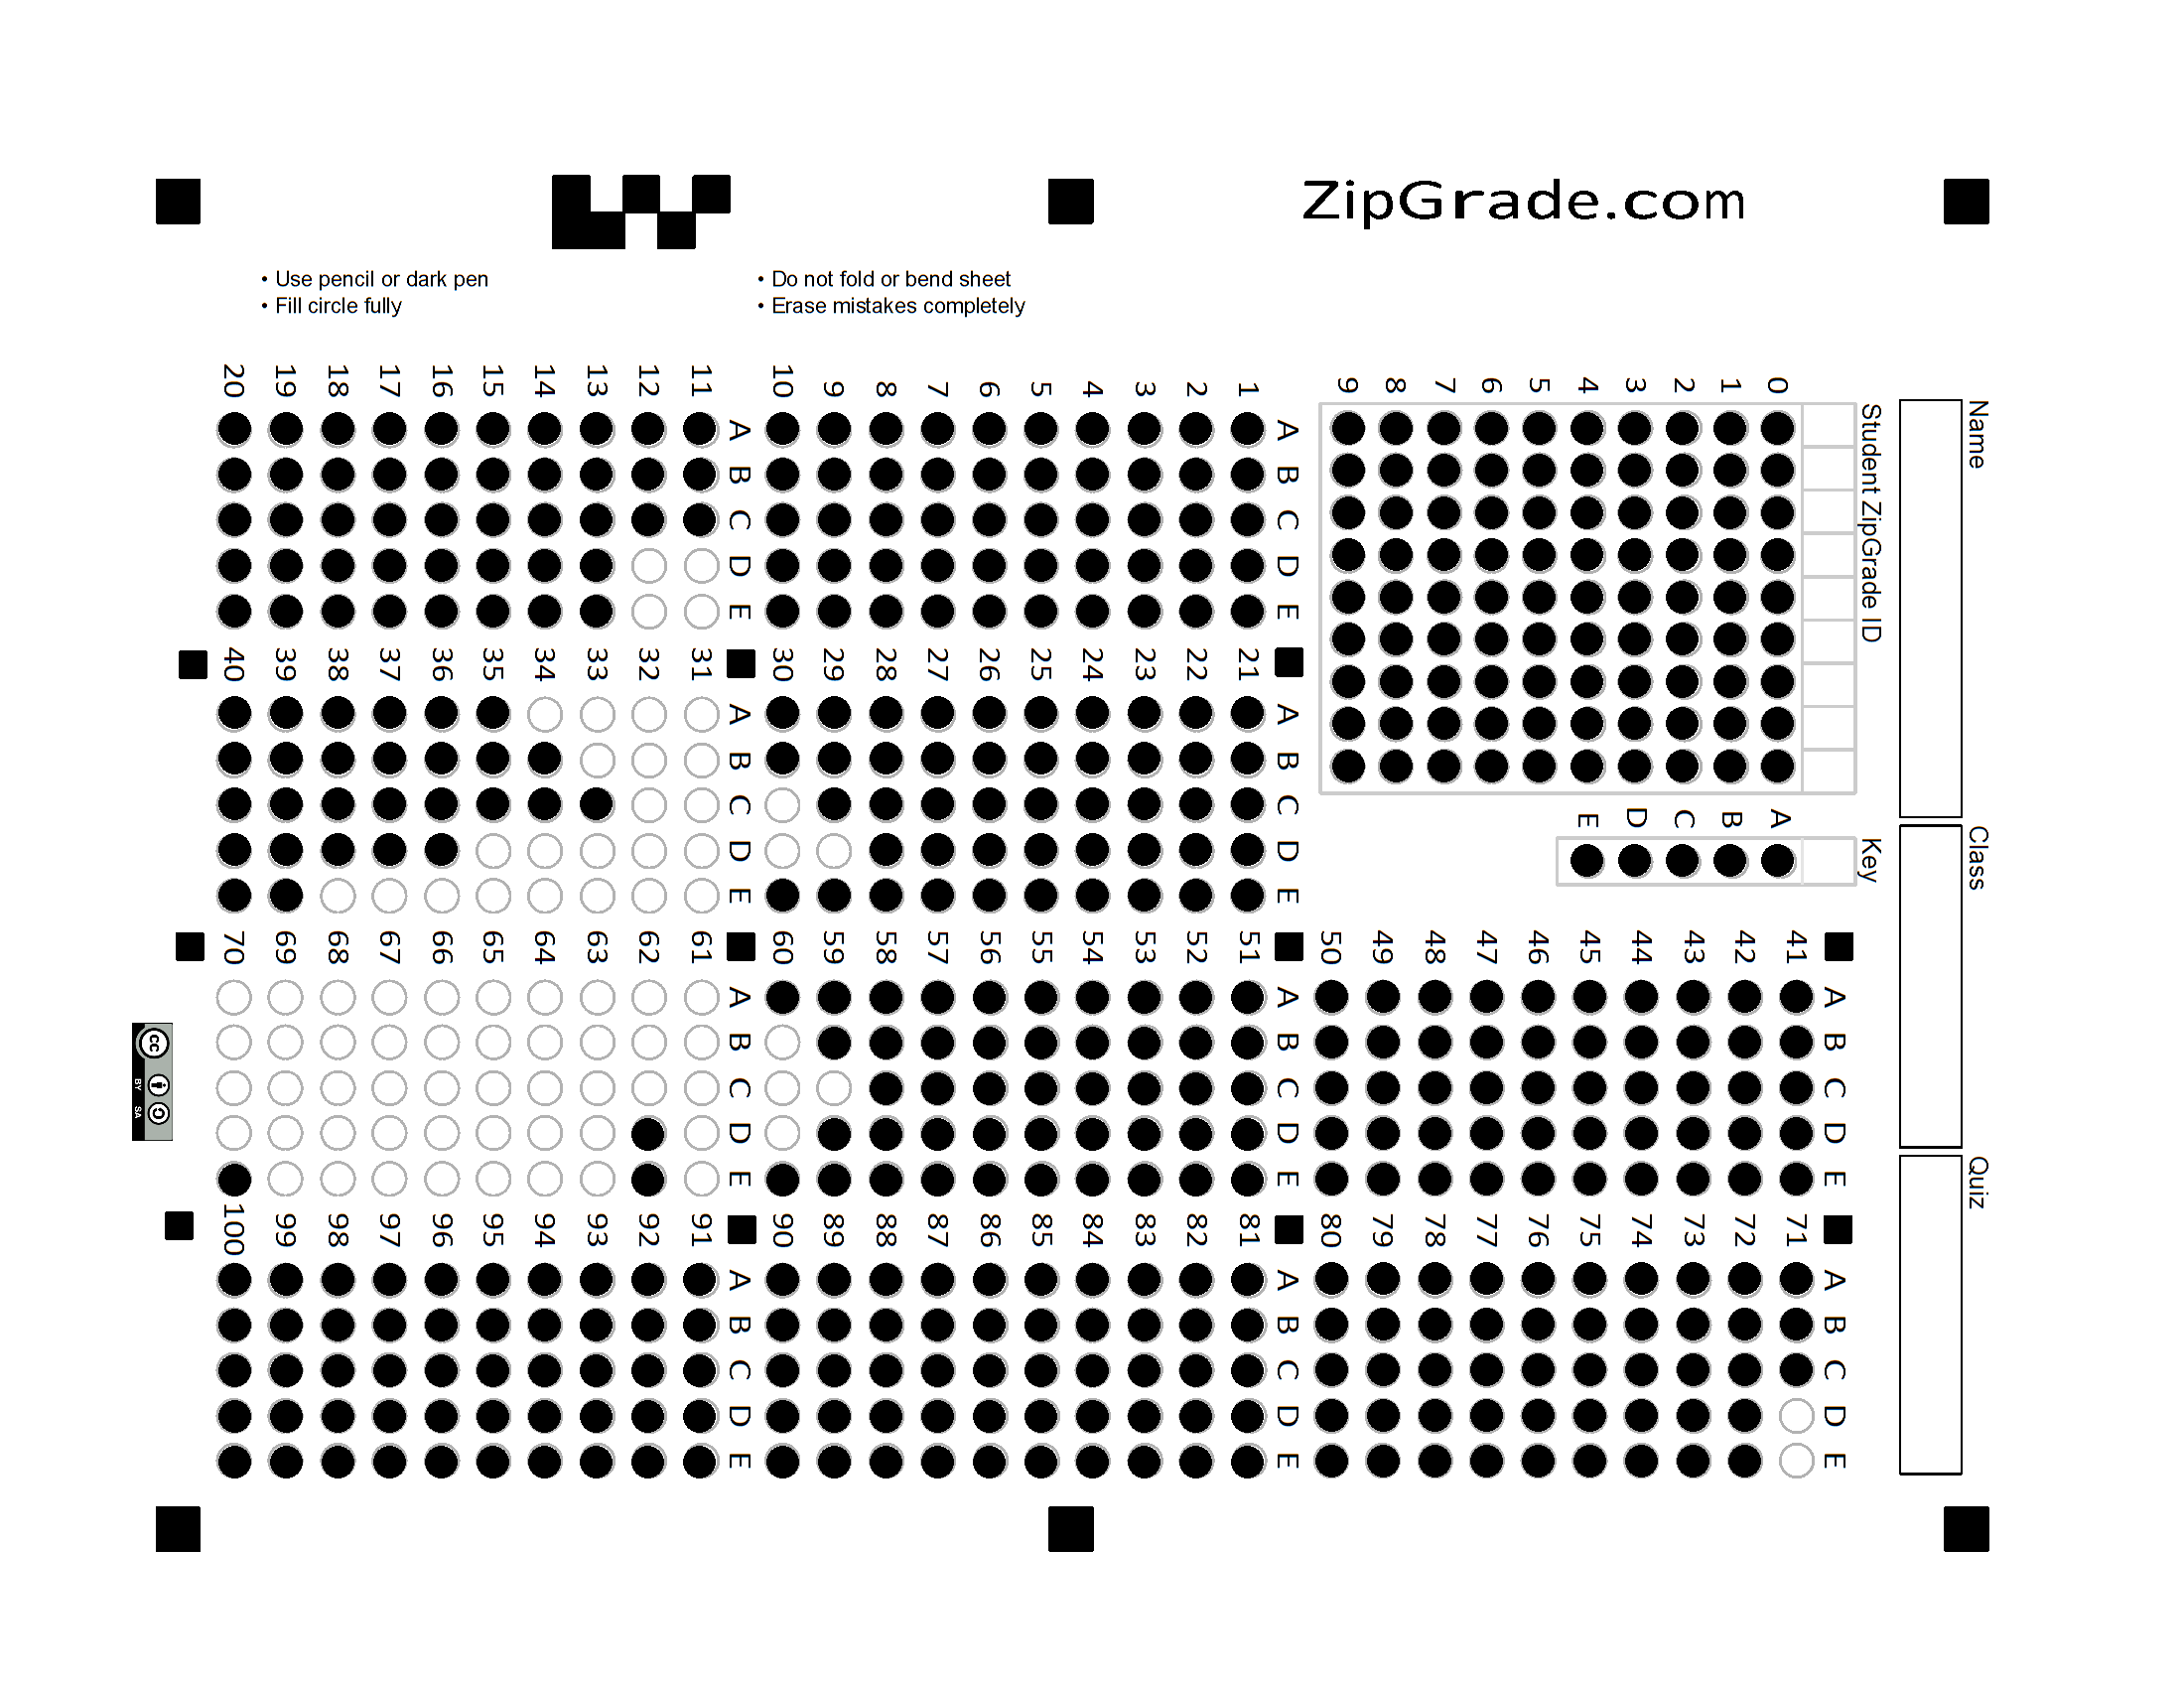 ZipGrade.com
• Use pencil or dark pen
• Fill circle fully
• Do not fold or bend sheet
• Erase mistakes completely
Name
Class
Quiz
Student ZipGrade ID
0 1 2 3 4 5 6 7 8 9
Key
A B C D E
1 2 3 4 5 6 7 8 9 10
A B C D E
11 12 13 14 15 16 17 18 19 20
A B C D E
21 22 23 24 25 26 27 28 29 30
A B C D E
31 32 33 34 35 36 37 38 39 40
A B C D E
41 42 43 44 45 46 47 48 49 50
A B C D E
51 52 53 54 55 56 57 58 59 60
A B C D E
61 62 63 64 65 66 67 68 69 70
A B C D E
71 72 73 74 75 76 77 78 79 80
A B C D E
81 82 83 84 85 86 87 88 89 90
A B C D E
91 92 93 94 95 96 97 98 99 100
A B C D E
cc
BY SA